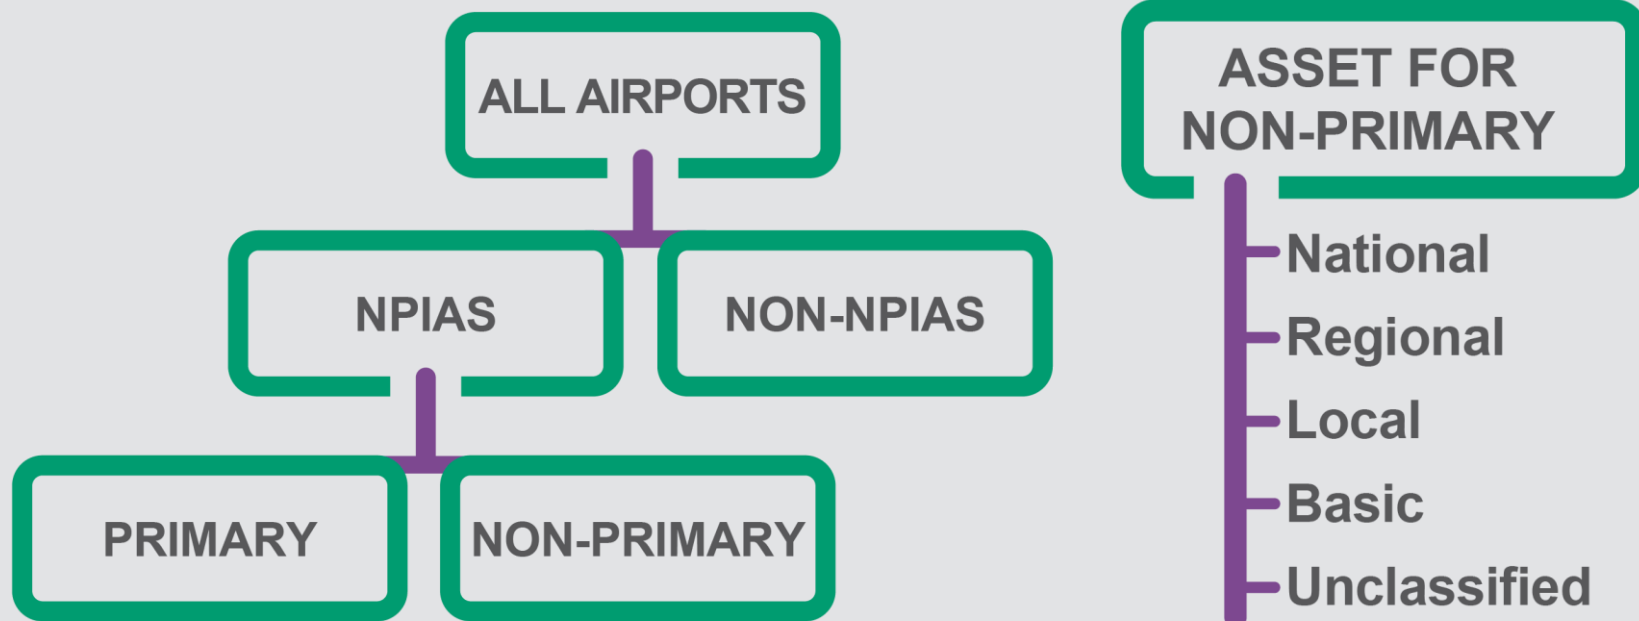 ALL AIRPORTS
NPIAS
NON-NPIAS
PRIMARY
NON-PRIMARY
ASSET FOR
NON-PRIMARY
National
Regional
Local
Basic
Unclassified